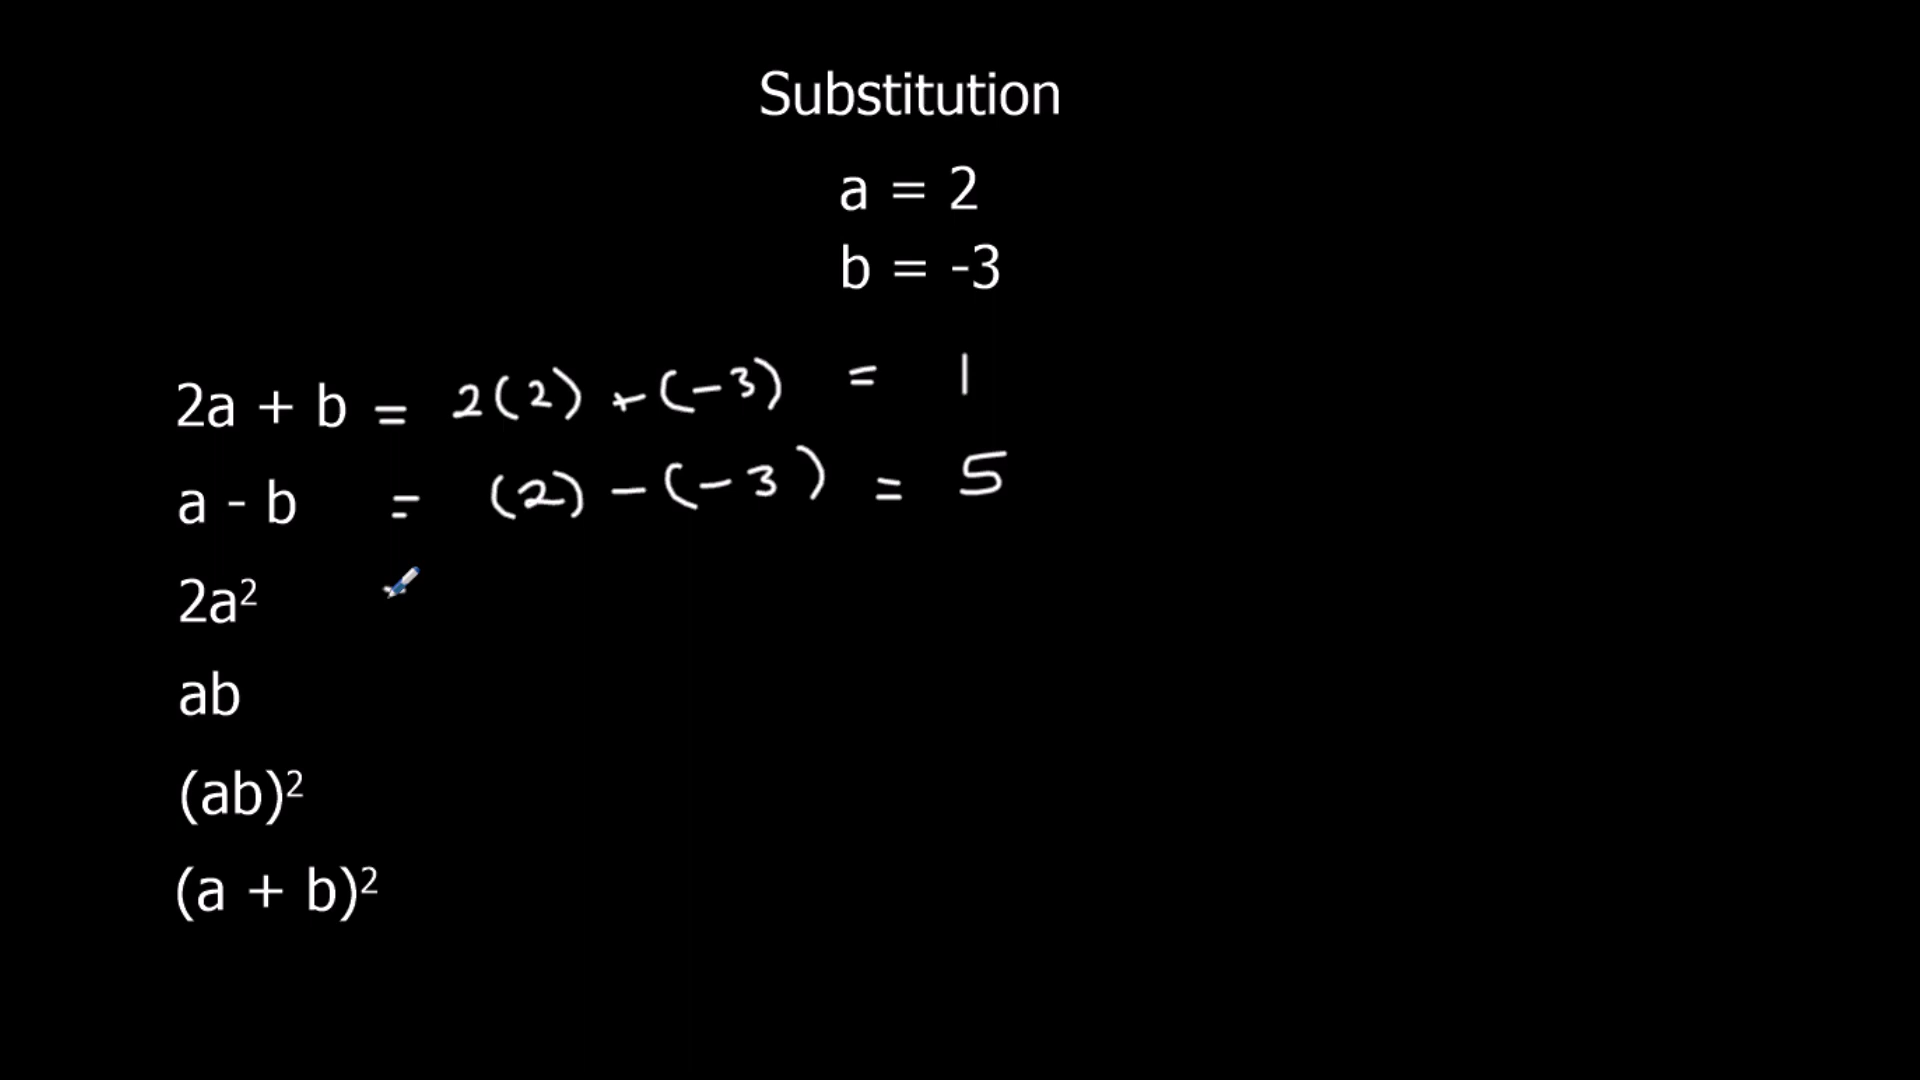 Substitution
a = 2
b = -3
2a + b = 2(2) + (-3) = 1
a - b = (2) - (-3) = 5
2a²
ab
(ab)²
(a + b)²